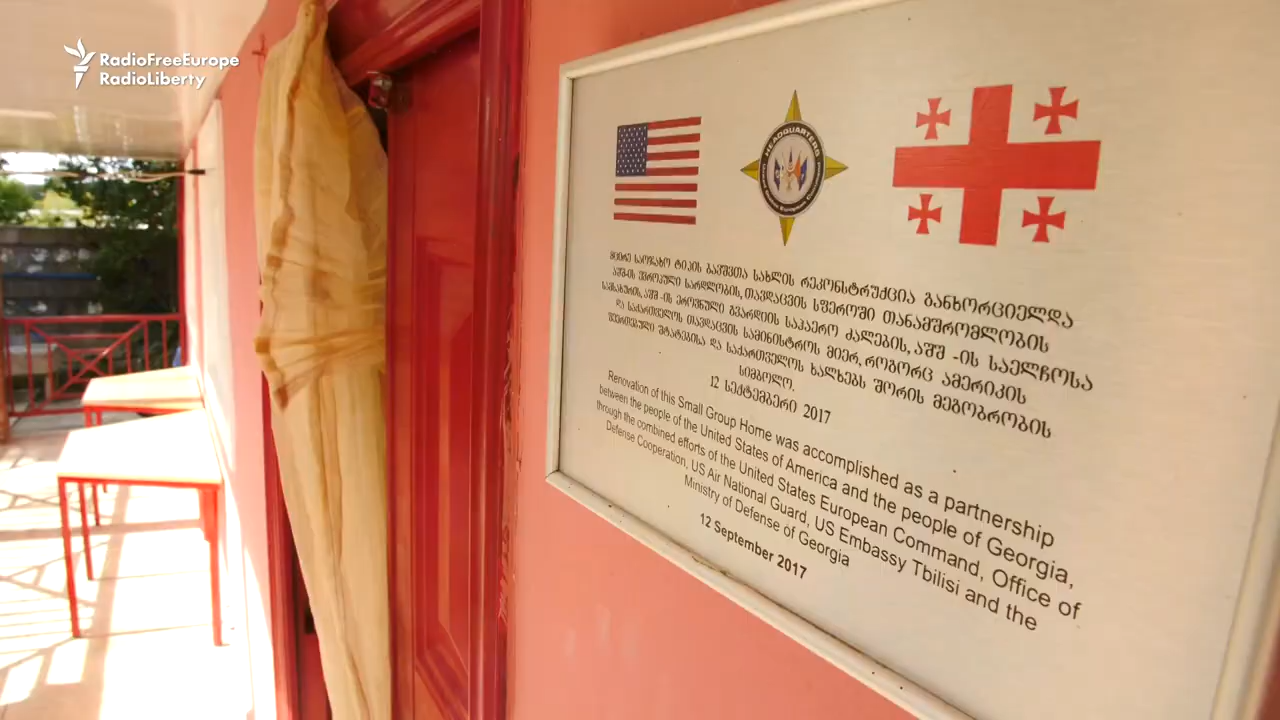 RadioFreeEurope
RadioLiberty
HEADQUARTERS
მცირე საოჯახო ტიპის ბავშვთა სახლის რეკონსტრუქცია განხორციელდა
აშშ-ის ევროპული სარდლობის, თავდაცვის სფეროში თანამშრომლობის
სამსახურის, აშშ -ის ეროვნული გვარდიის საჰაერო ძალების, აშშ -ის საელჩოსა
და საქართველოს თავდაცვის სამინისტროს მიერ, როგორც ამერიკის
შეერთებული შტატებისა და საქართველოს ხალხებს შორის მეგობრობის
სიმბოლო.
12 სექტემბერი 2017
Renovation of this Small Group Home was accomplished as a partnership
between the people of the United States of America and the people of Georgia,
through the combined efforts of the United States European Command, Office of
Defense Cooperation, US Air National Guard, US Embassy Tbilisi and the
Ministry of Defense of Georgia
12 September 2017